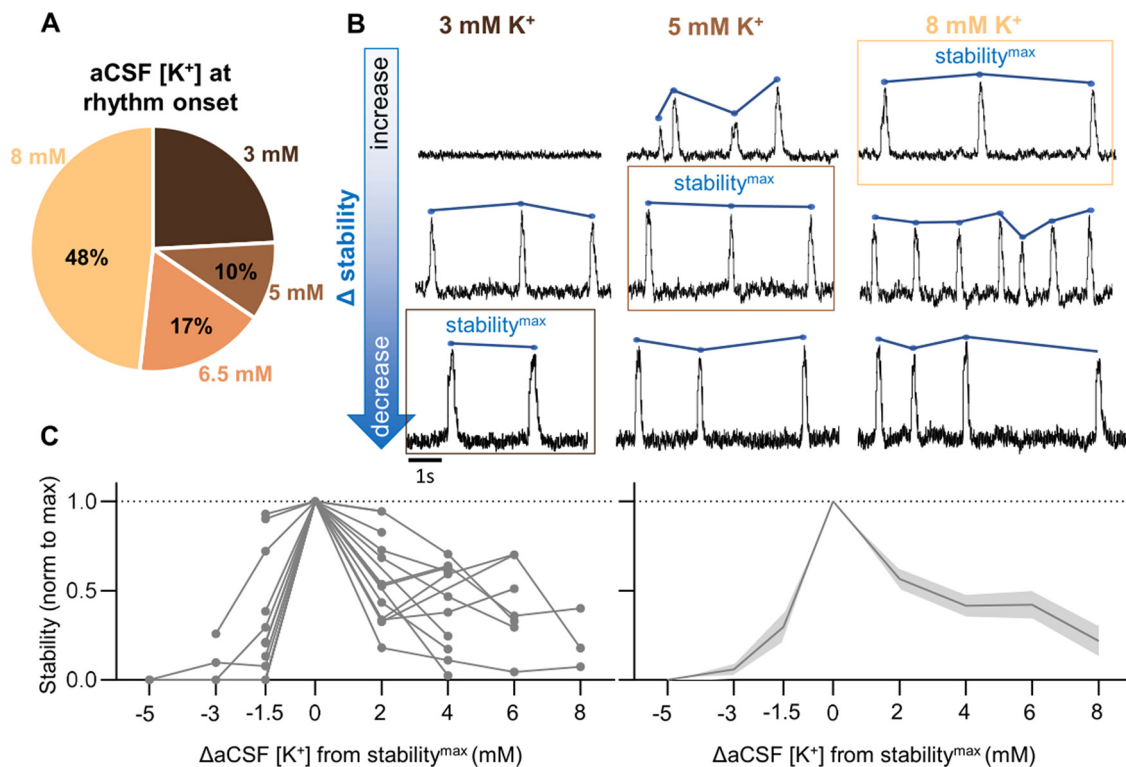 A
aCSF [K⁺] at
rhythm onset
8 mM
3 mM
48%
10%
5 mM
17%
6.5 mM
B
3 mM K⁺
5 mM K⁺
8 mM K⁺
increase
Δ stability
decrease
stabilityᵐᵃˣ
stabilityᵐᵃˣ
stabilityᵐᵃˣ
1s
C
Stability (norm to max)
1.0
0.5
0.0
-5 -3 -1.5 0 2 4 6 8
ΔaCSF [K⁺] from stabilityᵐᵃˣ (mM)
-5 -3 -1.5 0 2 4 6 8
ΔaCSF [K⁺] from stabilityᵐᵃˣ (mM)